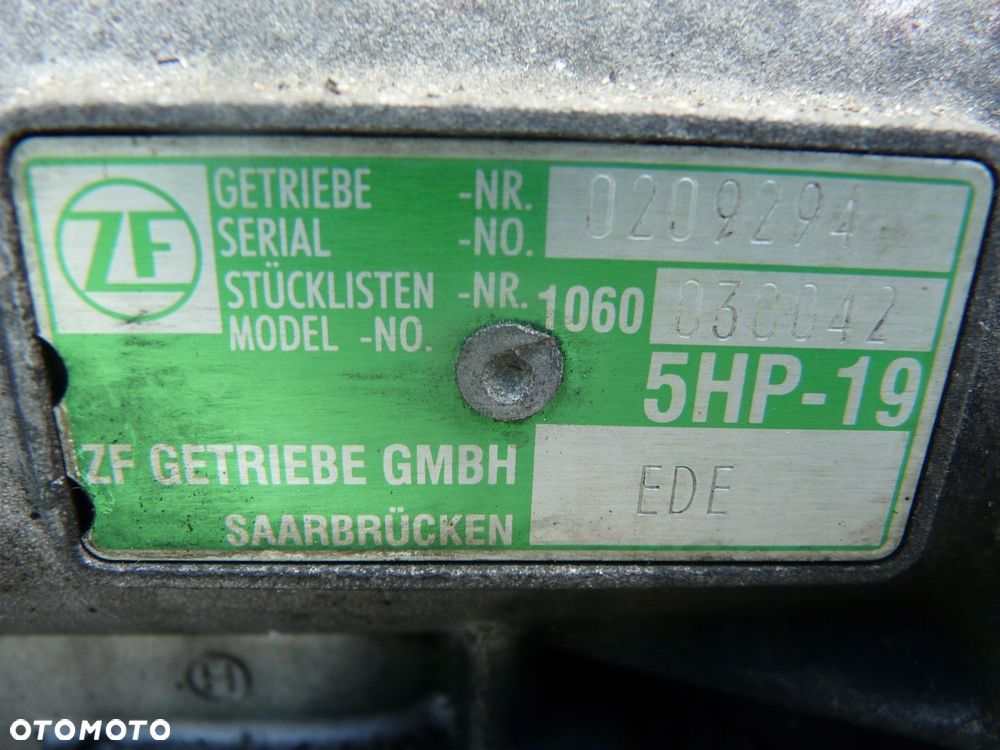 ZF
GETRIEBE -NR. 0209294
SERIAL -NO.
STÜCKLISTEN -NR. 1060 030042
MODEL -NO.
5HP-19
ZF GETRIEBE GMBH EDE
SAARBRÜCKEN
H
OTOMOTO